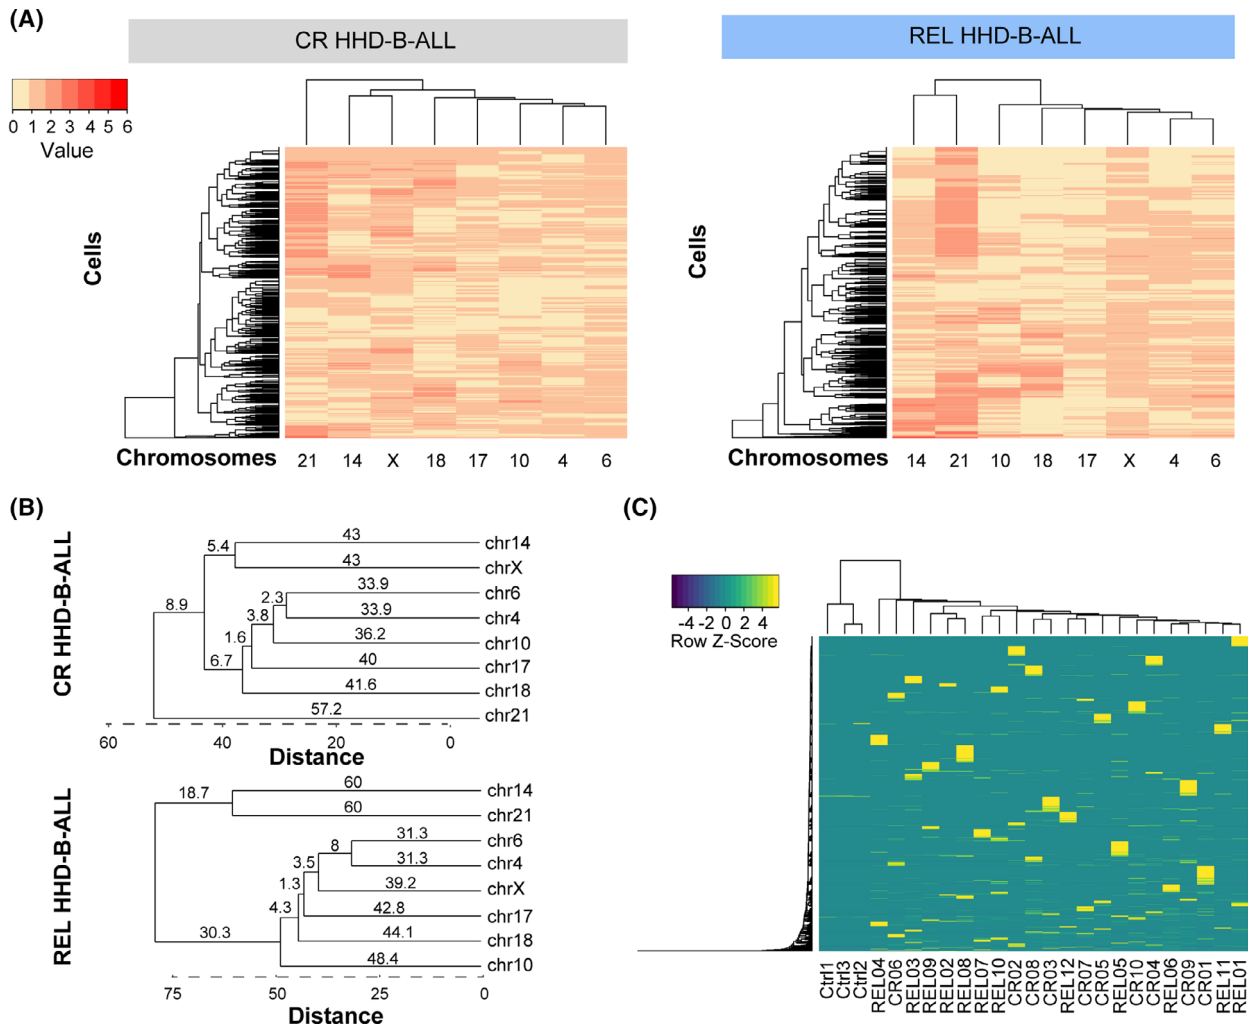 (A)
CR HHD-B-ALL
REL HHD-B-ALL
0 1 2 3 4 5 6
Value
Cells
Cells
Chromosomes 21 14 X 18 17 10 4 6
Chromosomes 14 21 10 18 17 X 4 6
(B)
CR HHD-B-ALL
43
chr14
5.4
43
chrX
33.9
chr6
2.3
8.9
3.8
33.9
chr4
1.6
36.2
chr10
6.7
40
chr17
41.6
chr18
57.2
chr21
60 40 20 0
Distance
REL HHD-B-ALL
60
chr14
18.7
60
chr21
31.3
chr6
8
3.5
31.3
chr4
1.3
39.2
chrX
4.3
42.8
chr17
30.3
44.1
chr18
48.4
chr10
75 50 25 0
Distance
(C)
-4 -2 0 2 4
Row Z-Score
Ctrl1
Ctrl3
Ctrl2
REL04
CR06
REL03
REL09
REL02
REL08
REL07
REL10
CR02
CR08
CR03
REL12
CR07
CR05
REL05
CR10
CR04
REL06
CR09
CR01
REL11
REL01